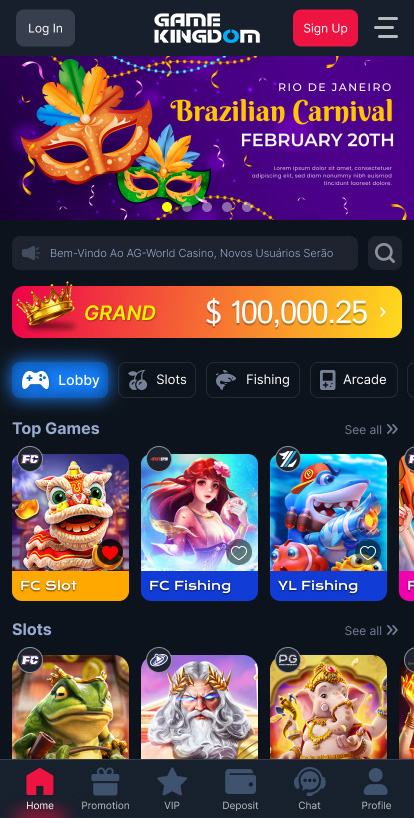 Log In
GAME KINGDOM
Sign Up
RIO DE JANEIRO
Brazilian Carnival
FEBRUARY 20TH
Lorem ipsum dolor sit amet, consectetuer
adipiscing elit, sed diam nonummy nibh euismod
tincidunt laoreet dolore.
Bem-Vindo Ao AG-World Casino, Novos Usuários Serão
GRAND $ 100,000.25
Lobby Slots Fishing Arcade
Top Games See all
FC
FC Slot FC Fishing YL Fishing
Slots See all
FC PG
Home Promotion VIP Deposit Chat Profile